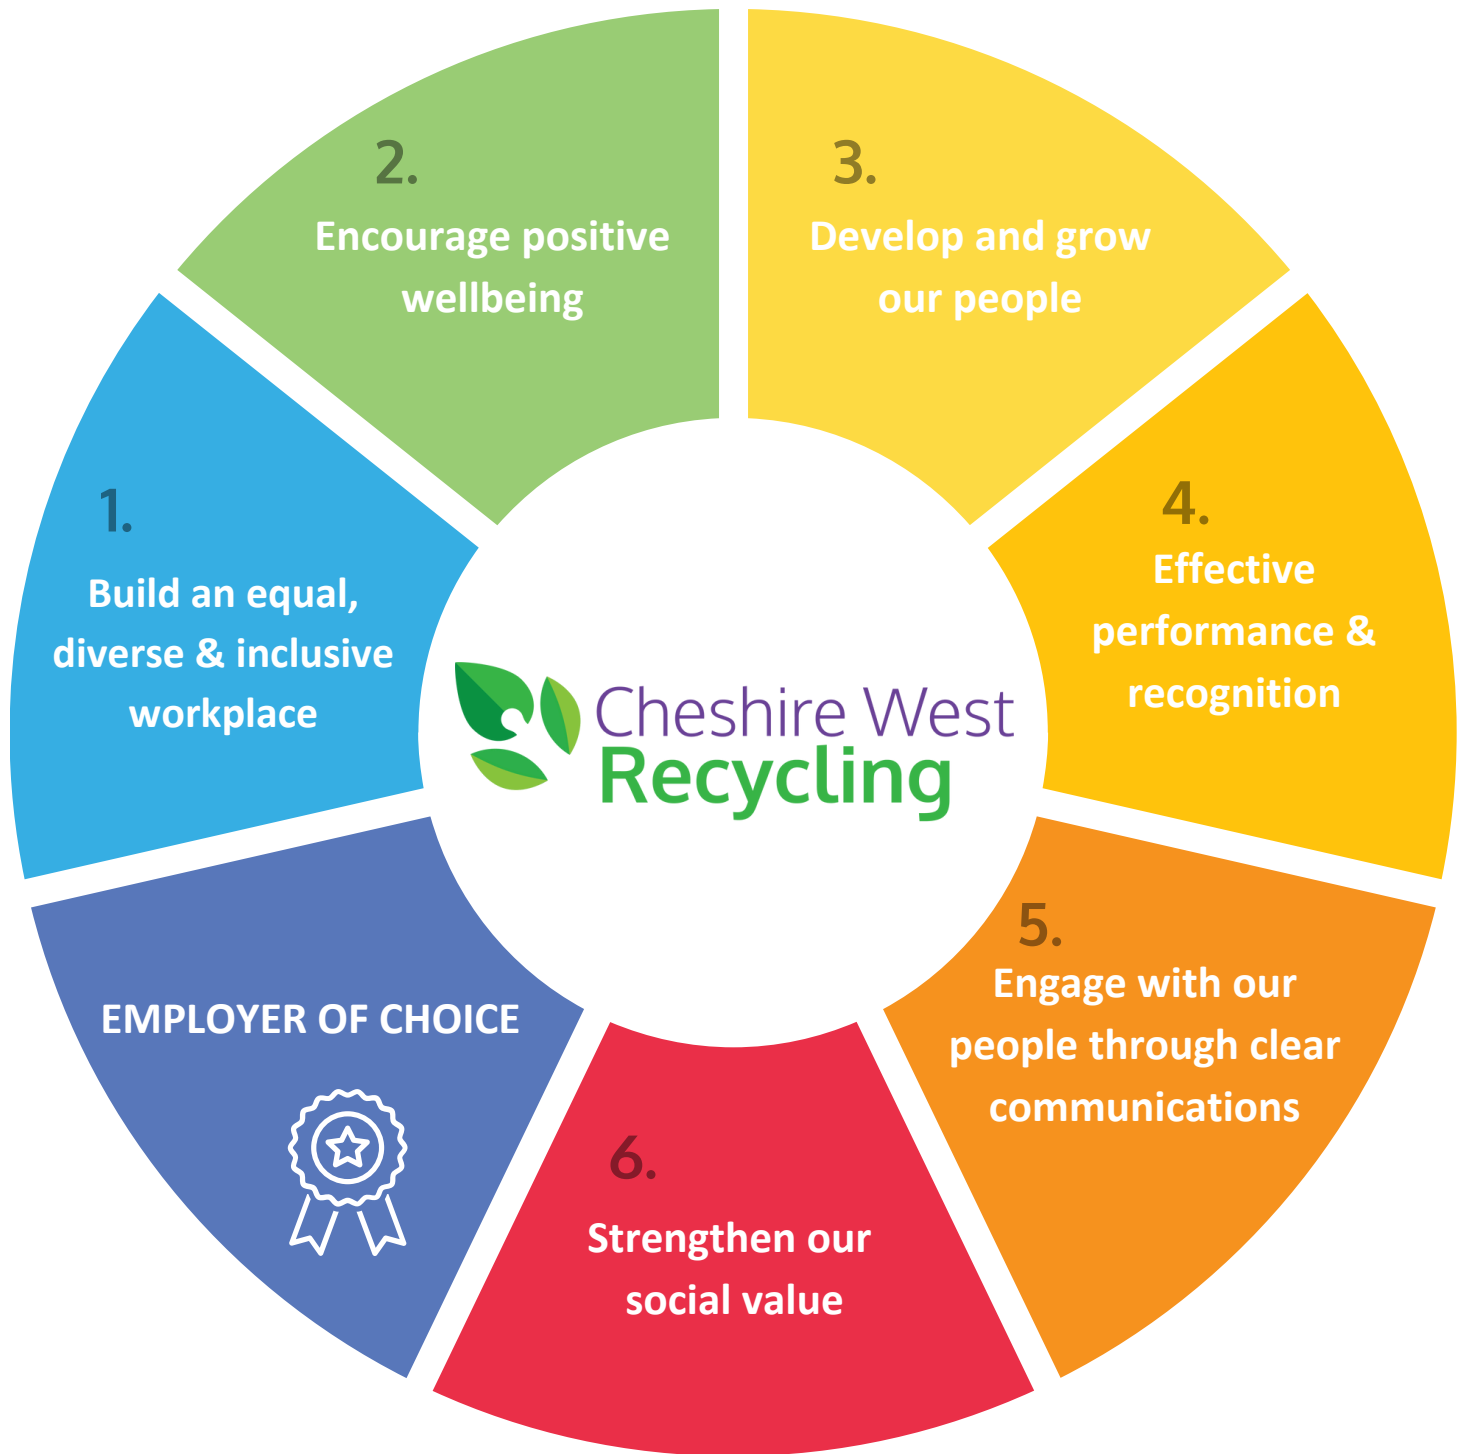 1.
Build an equal,
diverse & inclusive
workplace
2.
Encourage positive
wellbeing
3.
Develop and grow
our people
4.
Effective
performance &
recognition
5.
Engage with our
people through clear
communications
6.
Strengthen our
social value
EMPLOYER OF CHOICE
Cheshire West
Recycling